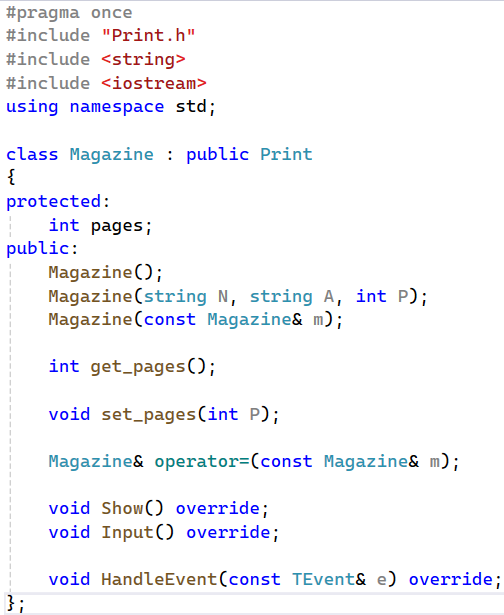 #pragma once
#include "Print.h"
#include <string>
#include <iostream>
using namespace std;

class Magazine : public Print
{
protected:
    int pages;
public:
    Magazine();
    Magazine(string N, string A, int P);
    Magazine(const Magazine& m);

    int get_pages();

    void set_pages(int P);

    Magazine& operator=(const Magazine& m);

    void Show() override;
    void Input() override;

    void HandleEvent(const TEvent& e) override;
};